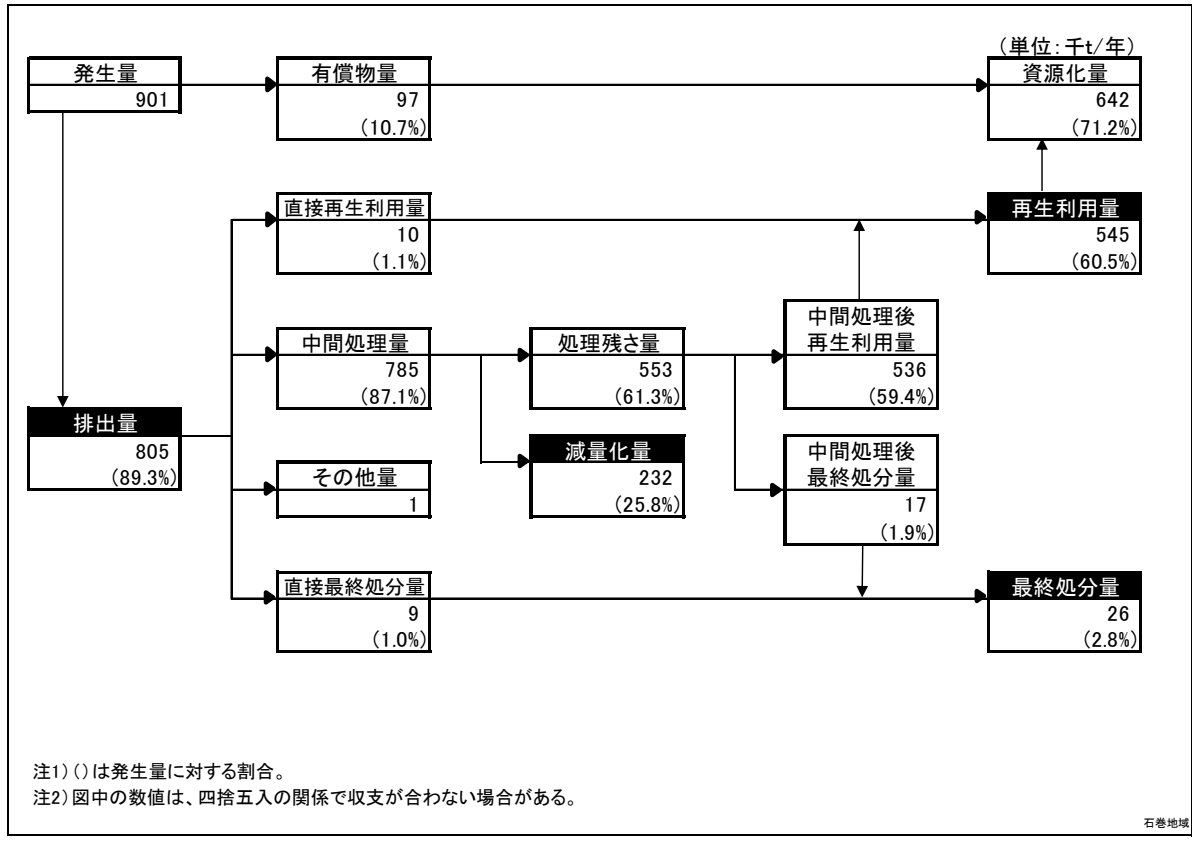 （単位：千t/年）
発生量
901
有償物量
97
（10.7%）
資源化量
642
（71.2%）
直接再生利用量
10
（1.1%）
再生利用量
545
（60.5%）
中間処理量
785
（87.1%）
処理残さ量
553
（61.3%）
中間処理後
再生利用量
536
（59.4%）
排出量
805
（89.3%）
減量化量
232
（25.8%）
中間処理後
最終処分量
17
（1.9%）
その他量
1
直接最終処分量
9
（1.0%）
最終処分量
26
（2.8%）
注1）（）は発生量に対する割合。
注2）図中の数値は、四捨五入の関係で収支が合わない場合がある。
石巻地域